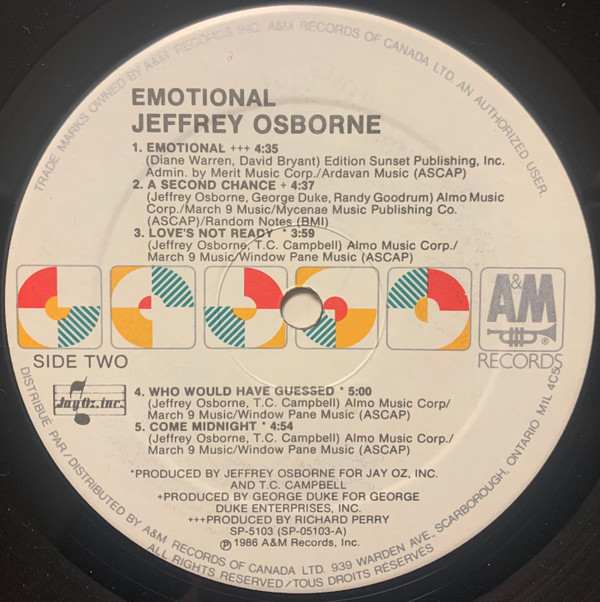 TRADE MARKS OWNED BY A&M RECORDS INC. A&M RECORDS OF CANADA LTD. AN AUTHORIZED USER.
EMOTIONAL
JEFFREY OSBORNE
1. EMOTIONAL +++ 4:35
(Diane Warren, David Bryant) Edition Sunset Publishing, Inc.
Admin. by Merit Music Corp./Ardavan Music (ASCAP)
2. A SECOND CHANCE + 4:37
(Jeffrey Osborne, George Duke, Randy Goodrum) Almo Music
Corp./March 9 Music/Mycenae Music Publishing Co.
(ASCAP)/Random Notes (BMI)
3. LOVE'S NOT READY * 3:59
(Jeffrey Osborne, T.C. Campbell) Almo Music Corp./
March 9 Music/Window Pane Music (ASCAP)
A&M
®
SIDE TWO
RECORDS
Jay Oz, inc.
4. WHO WOULD HAVE GUESSED * 5:00
(Jeffrey Osborne, T.C. Campbell) Almo Music Corp/
March 9 Music/Window Pane Music (ASCAP)
5. COME MIDNIGHT * 4:54
(Jeffrey Osborne, T.C. Campbell) Almo Music Corp./
March 9 Music/Window Pane Music (ASCAP)
*PRODUCED BY JEFFREY OSBORNE FOR JAY OZ, INC.
AND T.C. CAMPBELL
+PRODUCED BY GEORGE DUKE FOR GEORGE
DUKE ENTERPRISES, INC.
+++PRODUCED BY RICHARD PERRY
SP-5103 (SP-05103-A)
℗ 1986 A&M Records, Inc.
DISTRIBUÉ PAR/DISTRIBUTED BY A&M RECORDS OF CANADA LTD. 939 WARDEN AVE. SCARBOROUGH, ONTARIO M1L 4C5
ALL RIGHTS RESERVED/TOUS DROITS RESERVÉS